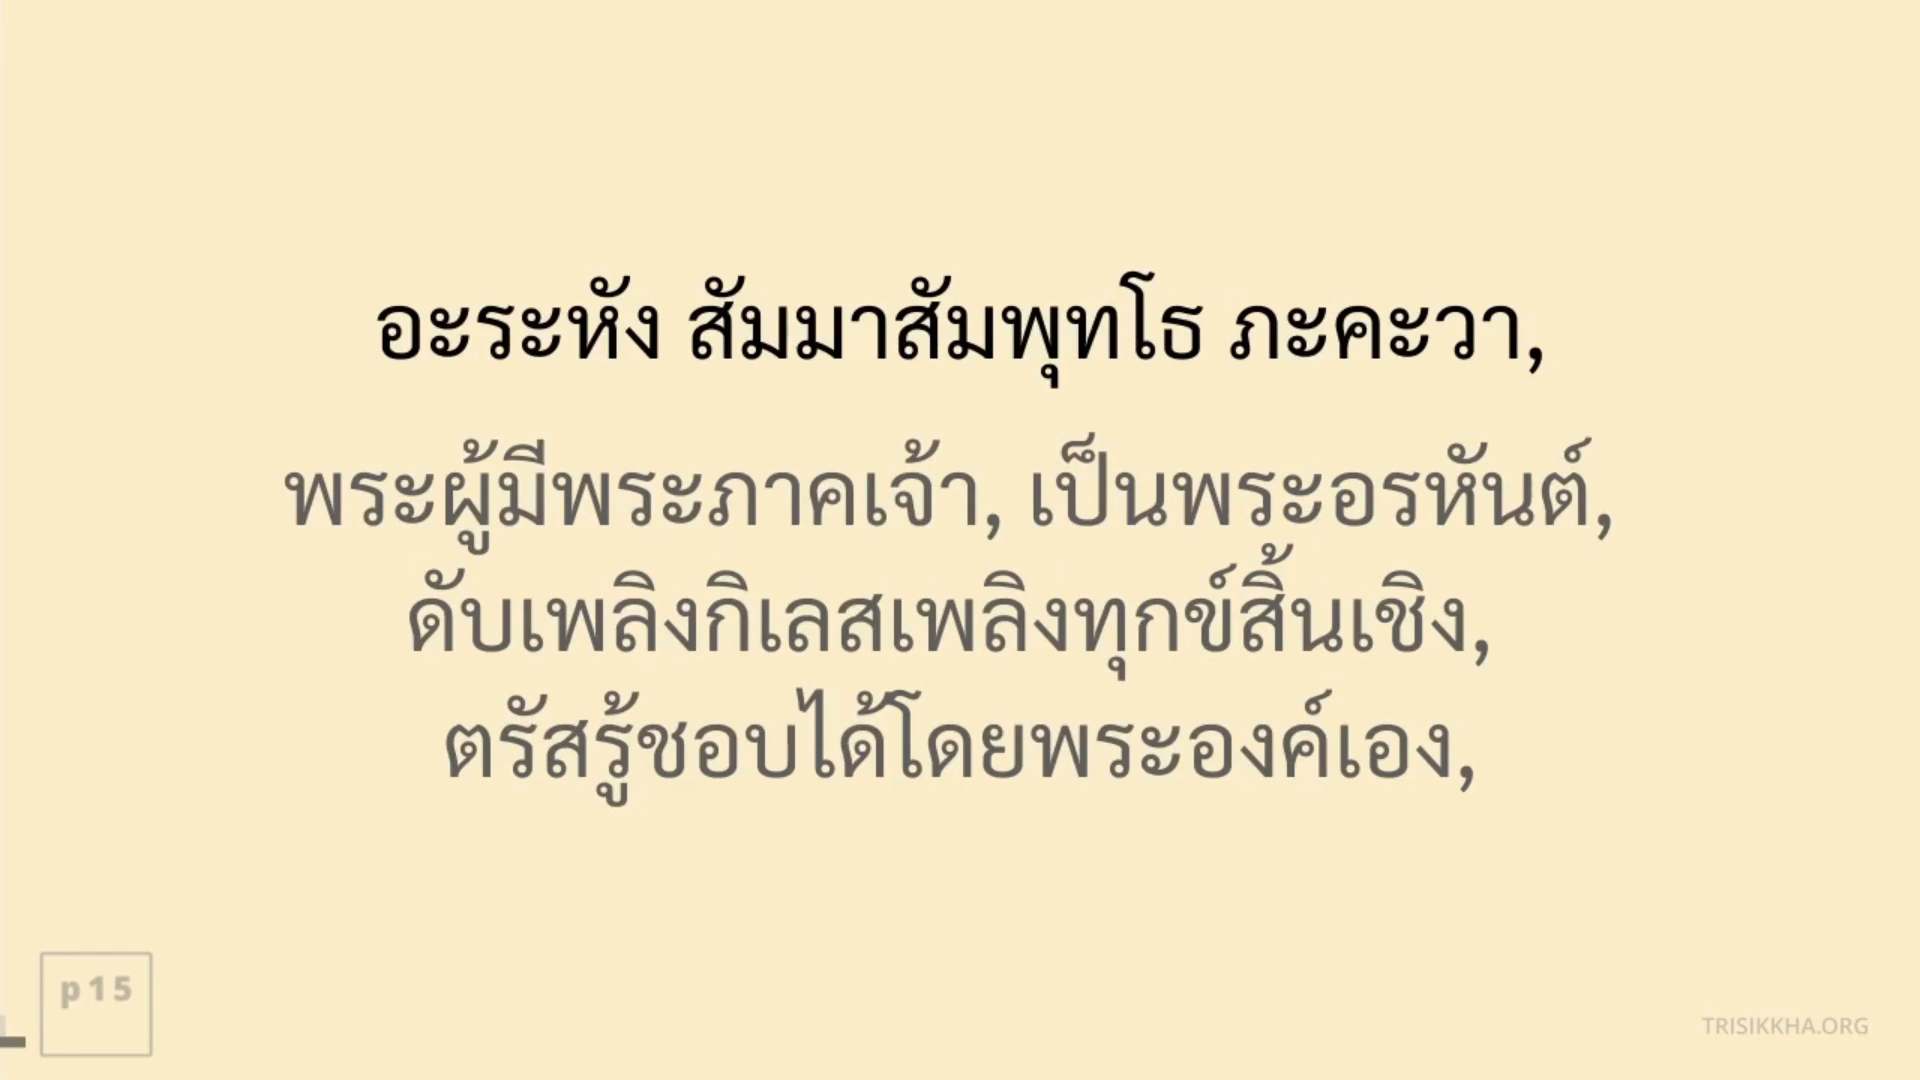 อะระหัง สัมมาสัมพุทโธ ภะคะวา,
พระผู้มีพระภาคเจ้า, เป็นพระอรหันต์,
ดับเพลิงกิเลสเพลิงทุกข์สิ้นเชิง,
ตรัสรู้ชอบได้โดยพระองค์เอง,
p15
TRISIKKHA.ORG